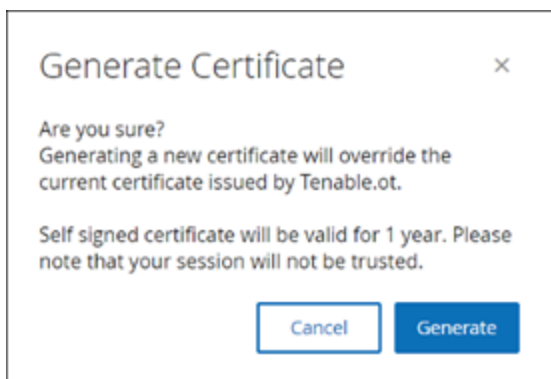 Generate Certificate ×
Are you sure?
Generating a new certificate will override the
current certificate issued by Tenable.ot.
Self signed certificate will be valid for 1 year. Please
note that your session will not be trusted.
Cancel Generate